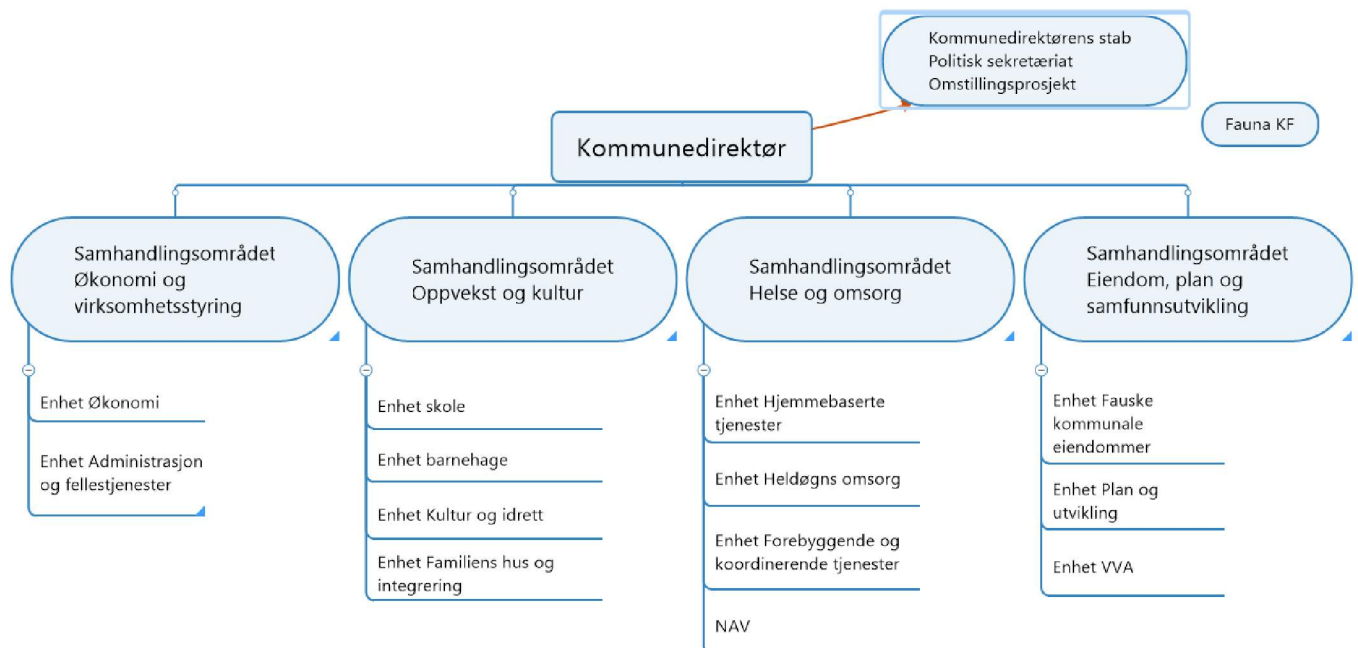 Kommunedirektørens stab
Politisk sekretæriat
Omstillingsprosjekt
Fauna KF
Kommunedirektør
Samhandlingsområdet
Økonomi og
virksomhetsstyring
Samhandlingsområdet
Oppvekst og kultur
Samhandlingsområdet
Helse og omsorg
Samhandlingsområdet
Eiendom, plan og
samfunnsutvikling
Enhet Økonomi
Enhet Administrasjon
og fellestjenester
Enhet skole
Enhet barnehage
Enhet Kultur og idrett
Enhet Familiens hus og
integrering
Enhet Hjemmebaserte
tjenester
Enhet Heldøgns omsorg
Enhet Forebyggende og
koordinerende tjenester
NAV
Enhet Fauske
kommunale
eiendommer
Enhet Plan og
utvikling
Enhet VVA